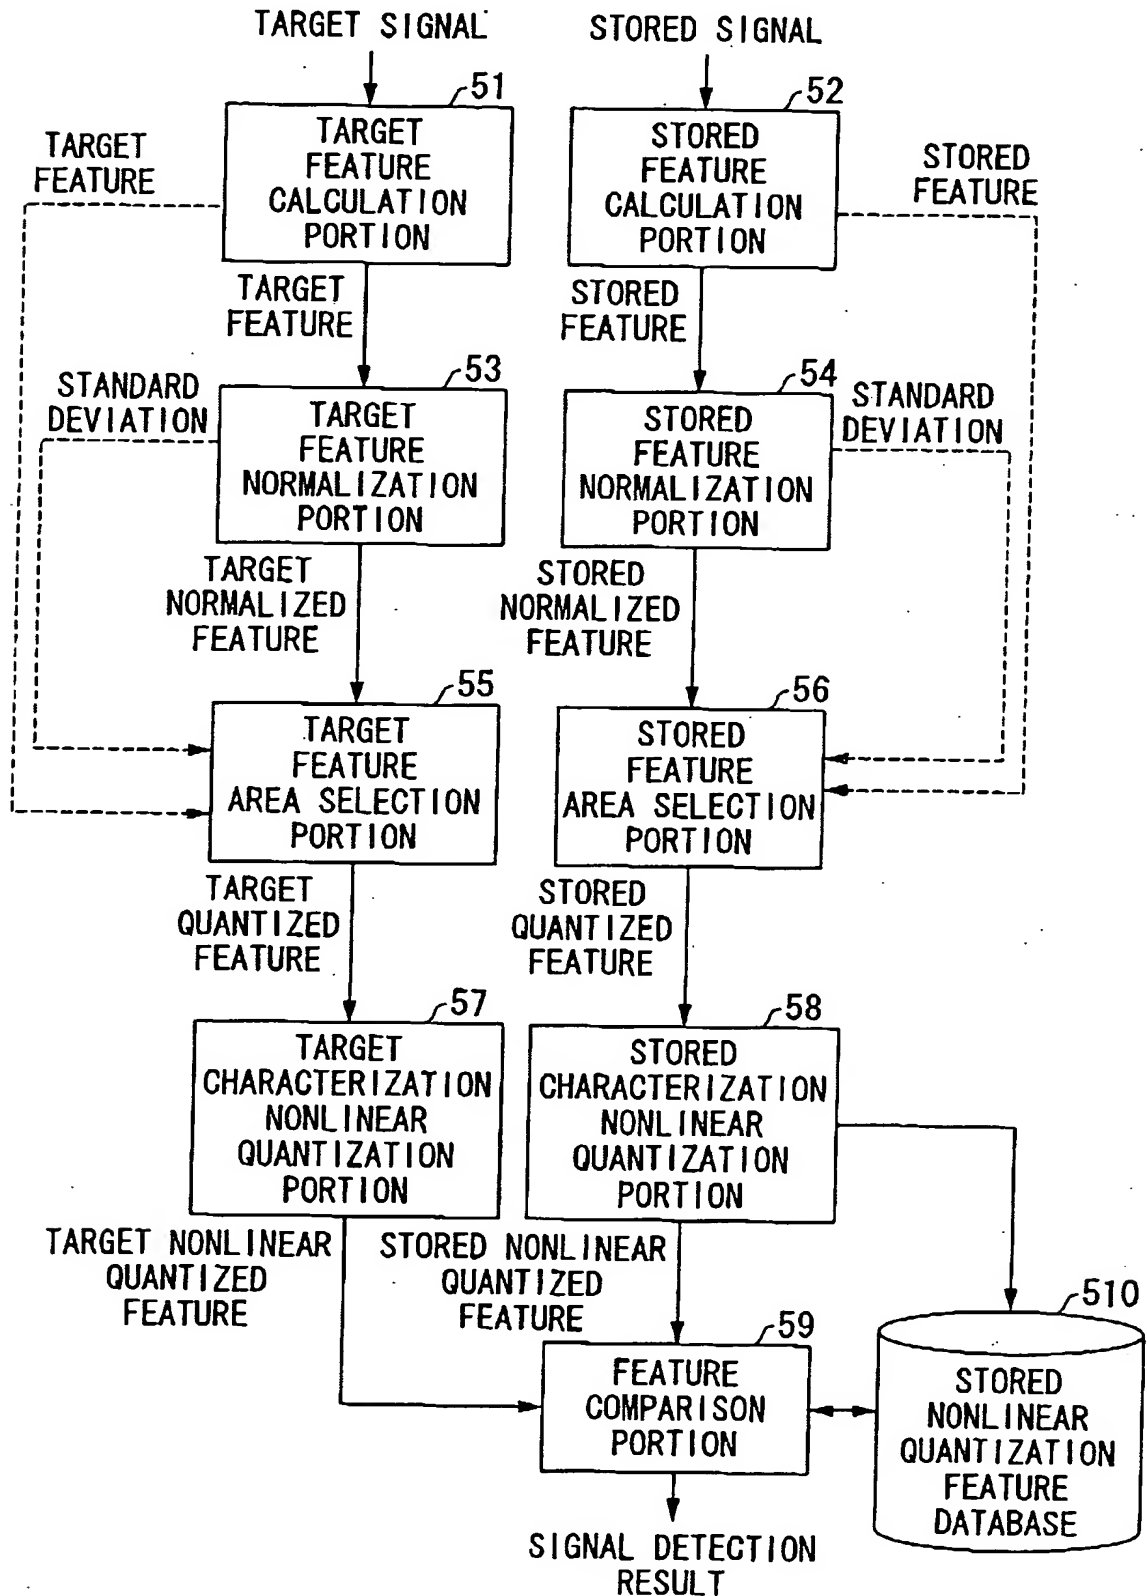 TARGET SIGNAL
STORED SIGNAL
51
52
TARGET
FEATURE
CALCULATION
PORTION
STORED
FEATURE
CALCULATION
PORTION
TARGET
FEATURE
STORED
FEATURE
TARGET
FEATURE
STORED
FEATURE
53
54
STANDARD
DEVIATION
TARGET
FEATURE
NORMALIZATION
PORTION
STORED
FEATURE
NORMALIZATION
PORTION
STANDARD
DEVIATION
TARGET
NORMALIZED
FEATURE
STORED
NORMALIZED
FEATURE
55
56
TARGET
FEATURE
AREA SELECTION
PORTION
STORED
FEATURE
AREA SELECTION
PORTION
TARGET
QUANTIZED
FEATURE
STORED
QUANTIZED
FEATURE
57
58
TARGET
CHARACTERIZATION
NONLINEAR
QUANTIZATION
PORTION
STORED
CHARACTERIZATION
NONLINEAR
QUANTIZATION
PORTION
TARGET NONLINEAR
QUANTIZED
FEATURE
STORED NONLINEAR
QUANTIZED
FEATURE
59
510
FEATURE
COMPARISON
PORTION
STORED
NONLINEAR
QUANTIZATION
FEATURE
DATABASE
SIGNAL DETECTION
RESULT